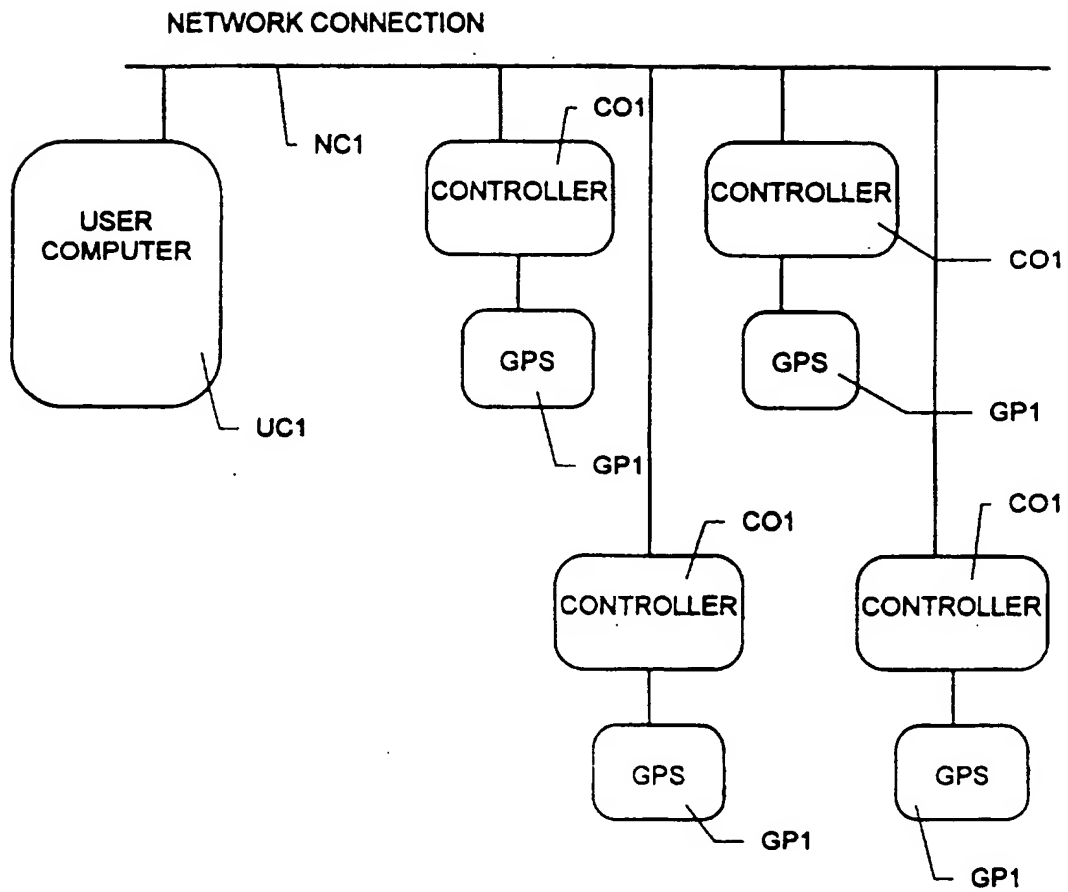 NETWORK CONNECTION
CO1
NC1
CONTROLLER
CONTROLLER
USER
COMPUTER
CO1
GPS
GPS
GP1
UC1
GP1
CO1
CO1
CONTROLLER
CONTROLLER
GPS
GPS
GP1
GP1